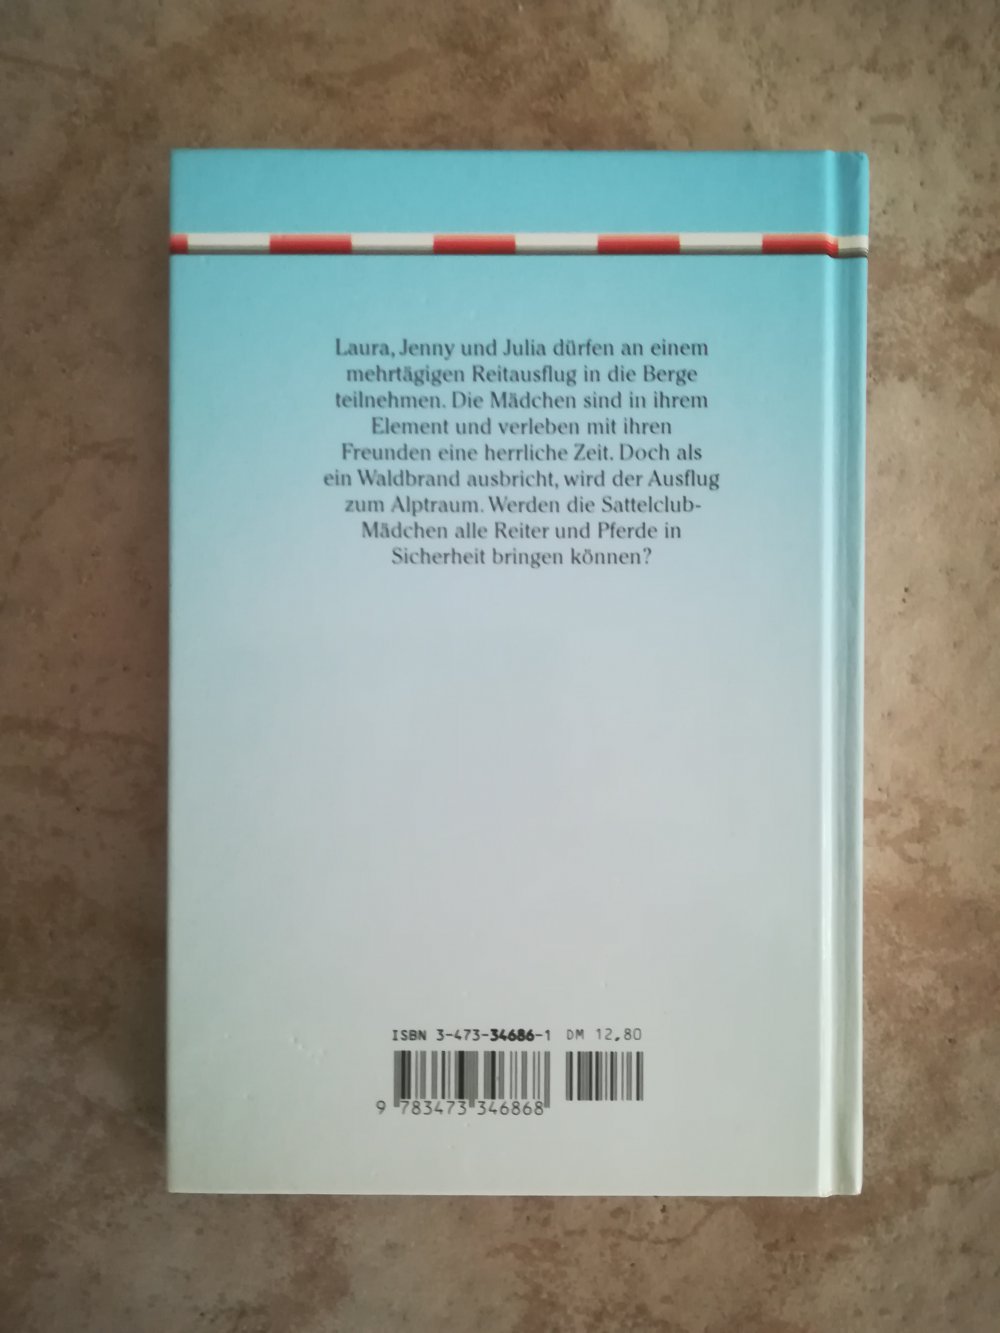 Laura, Jenny und Julia dürfen an einem
mehrtägigen Reitausflug in die Berge
teilnehmen. Die Mädchen sind in ihrem
Element und verleben mit ihren
Freunden eine herrliche Zeit. Doch als
ein Waldbrand ausbricht, wird der Ausflug
zum Alptraum. Werden die Sattelclub-
Mädchen alle Reiter und Pferde in
Sicherheit bringen können?
ISBN 3-473-34686-1 DM 12,80
9 783473 346868